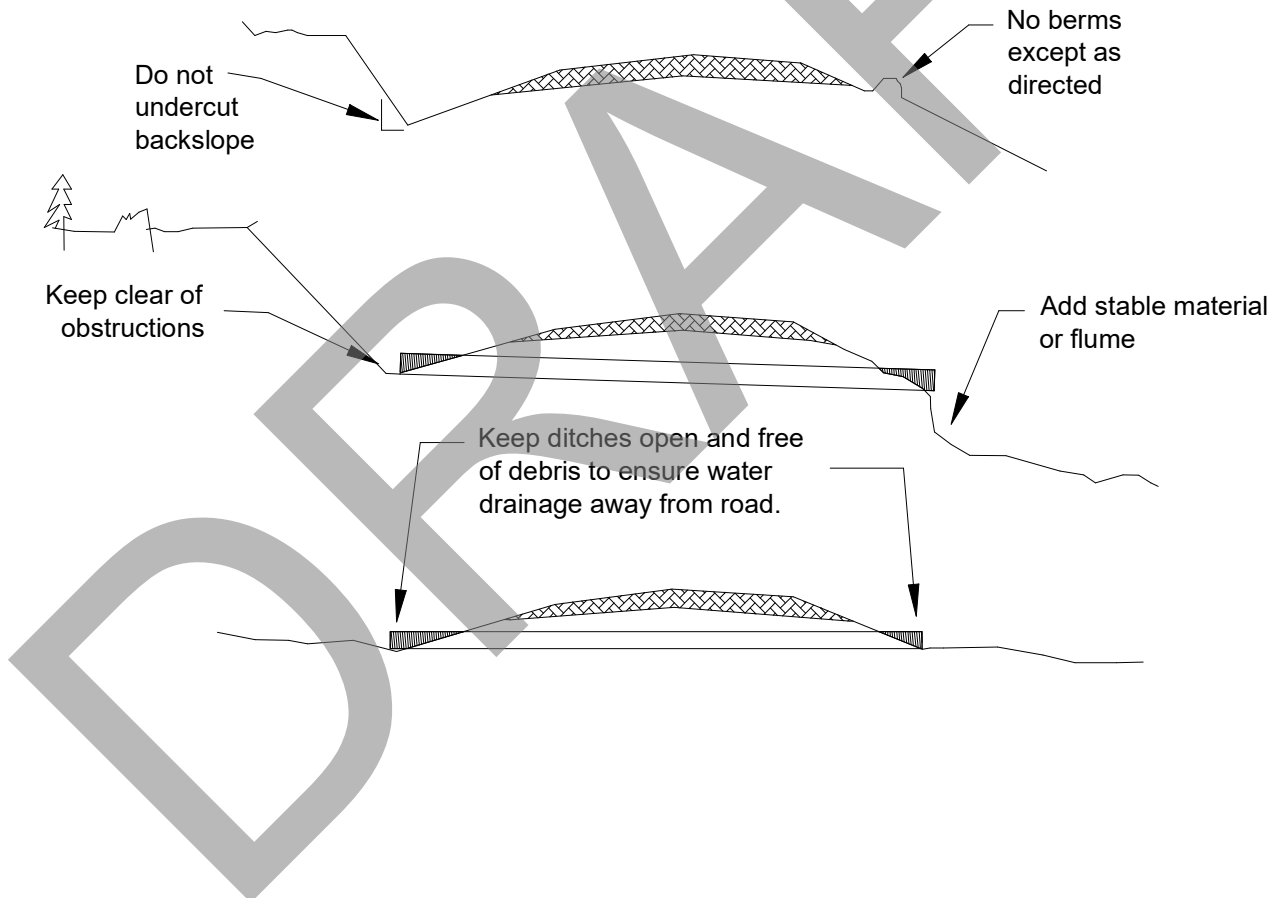 No berms
except as
directed
Do not
undercut
backslope
Keep clear of
obstructions
Add stable material
or flume
Keep ditches open and free
of debris to ensure water
drainage away from road.
DRAF